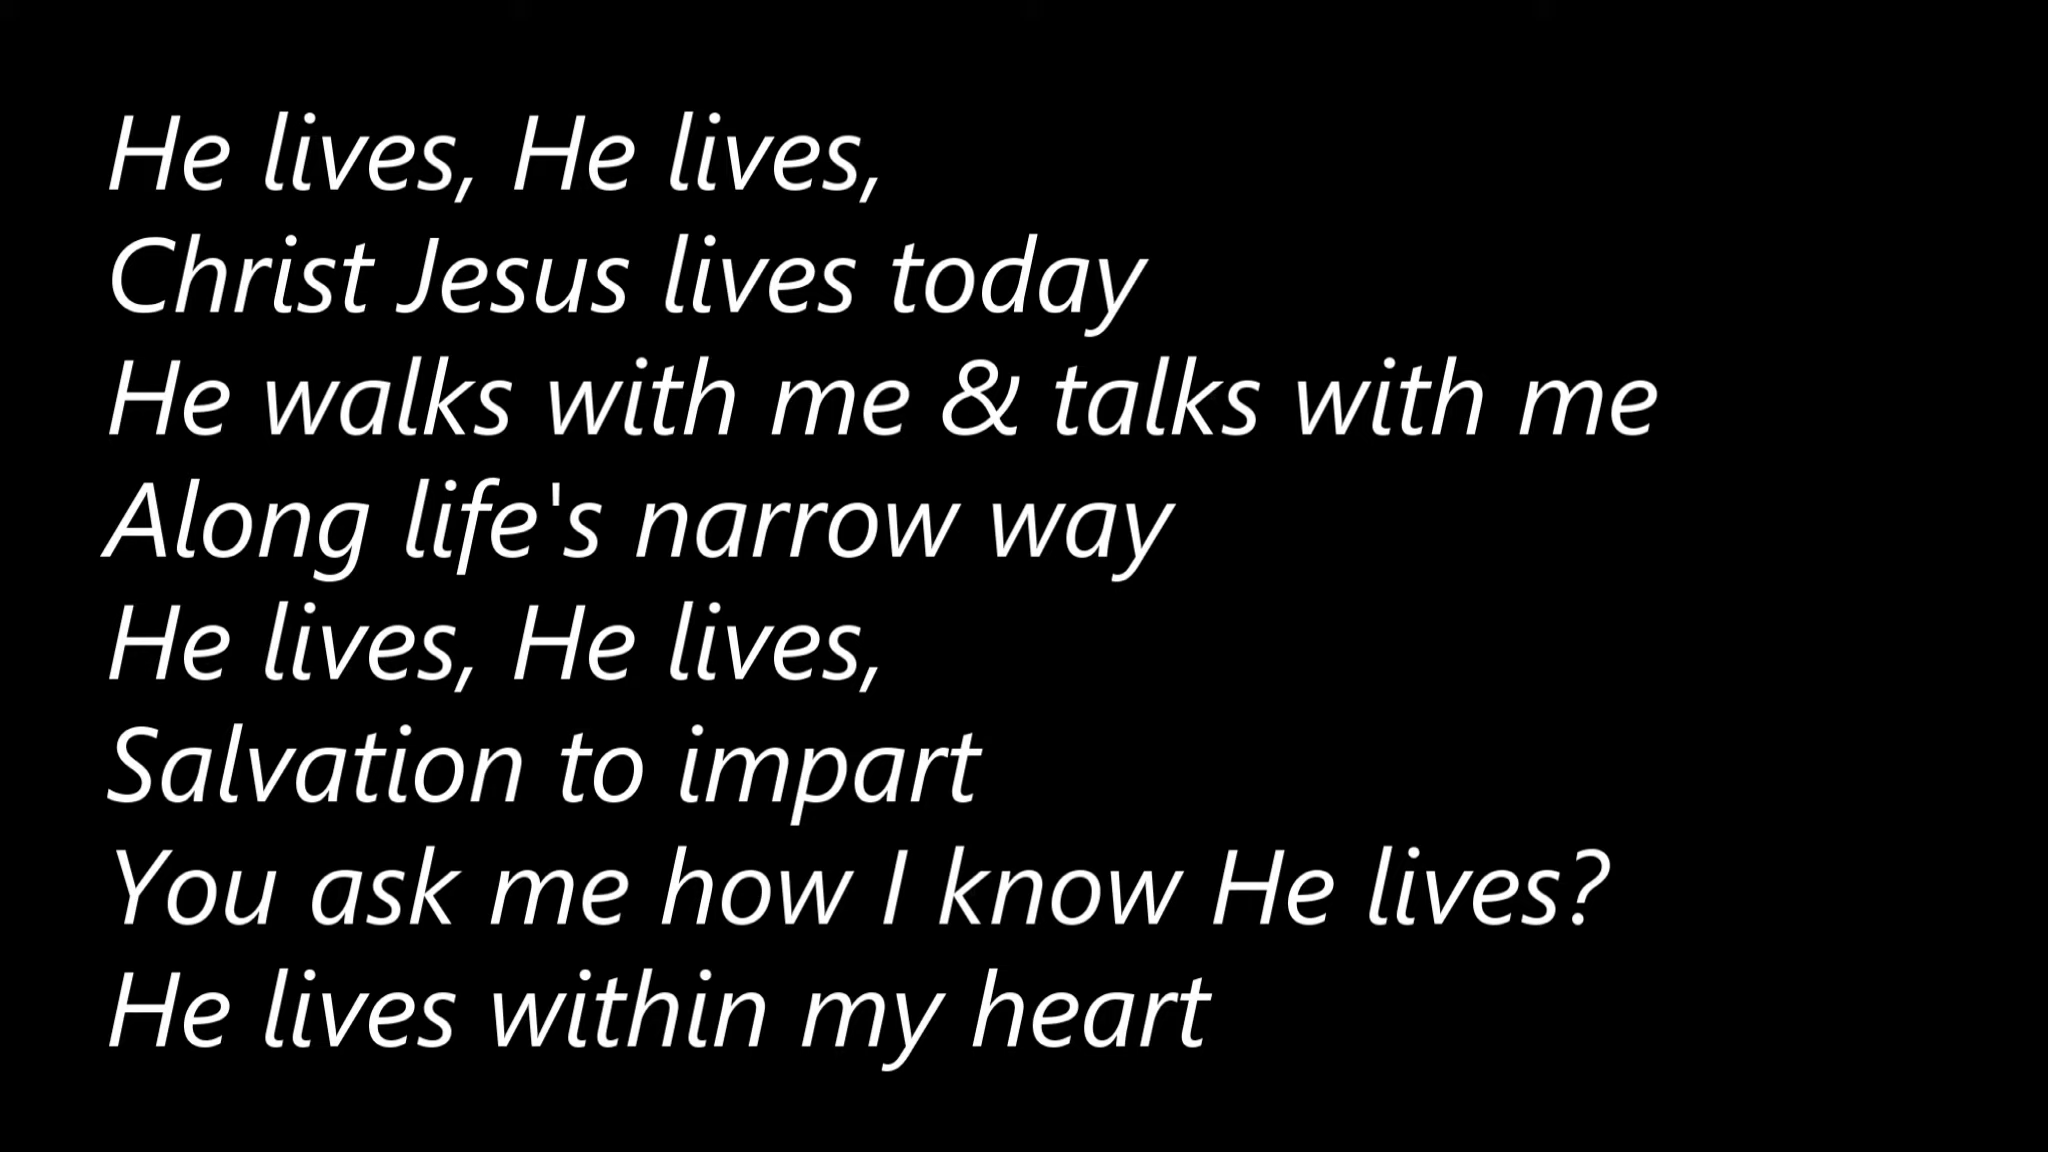 He lives, He lives,
Christ Jesus lives today
He walks with me & talks with me
Along life's narrow way
He lives, He lives,
Salvation to impart
You ask me how I know He lives?
He lives within my heart